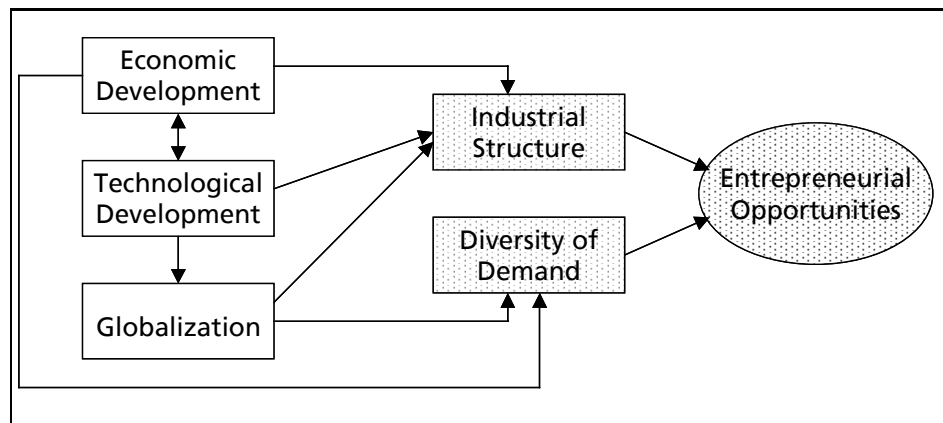 Economic
Development
Technological
Development
Globalization
Industrial
Structure
Diversity of
Demand
Entrepreneurial
Opportunities